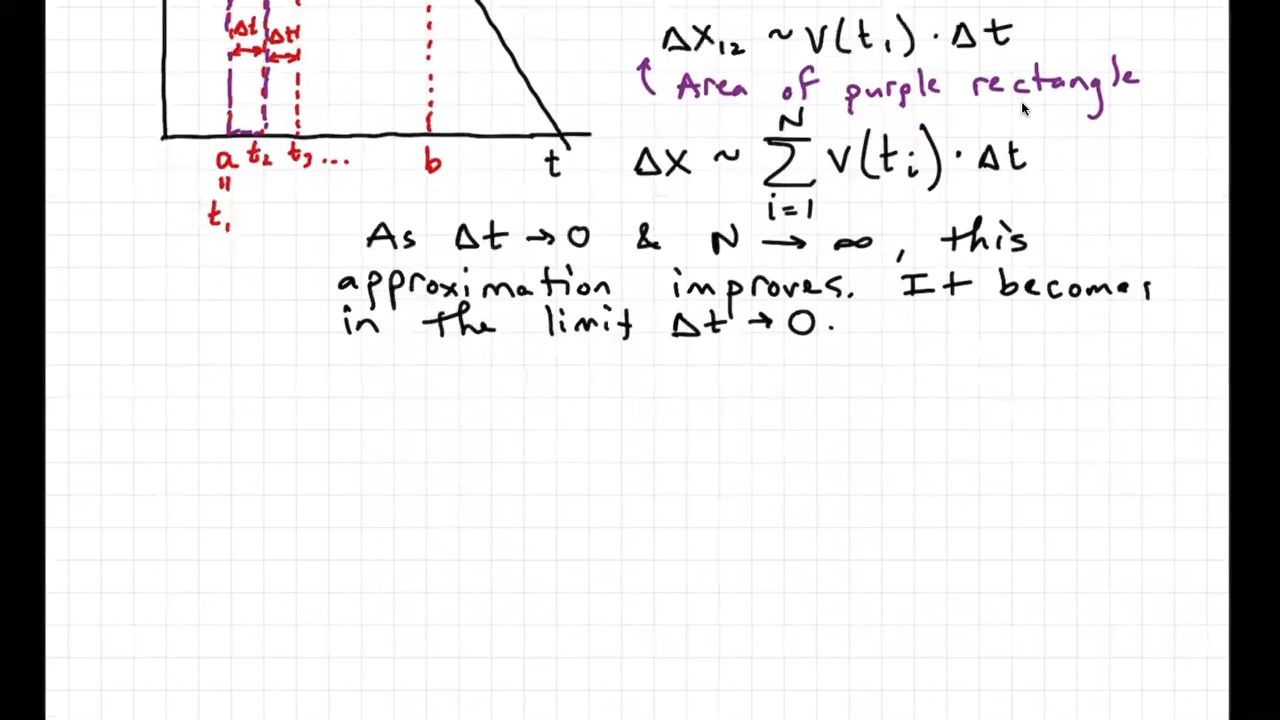 Δt Δt
Δx₁₂ ~ v(t₁) · Δt
Area of purple rectangle
a t₂ t₃ ... b t
"
t₁
Δx ~ N∑i=1 v(tᵢ) · Δt
As Δt → 0 & N → ∞, this
approximation improves. It becomes
in the limit Δt → 0.